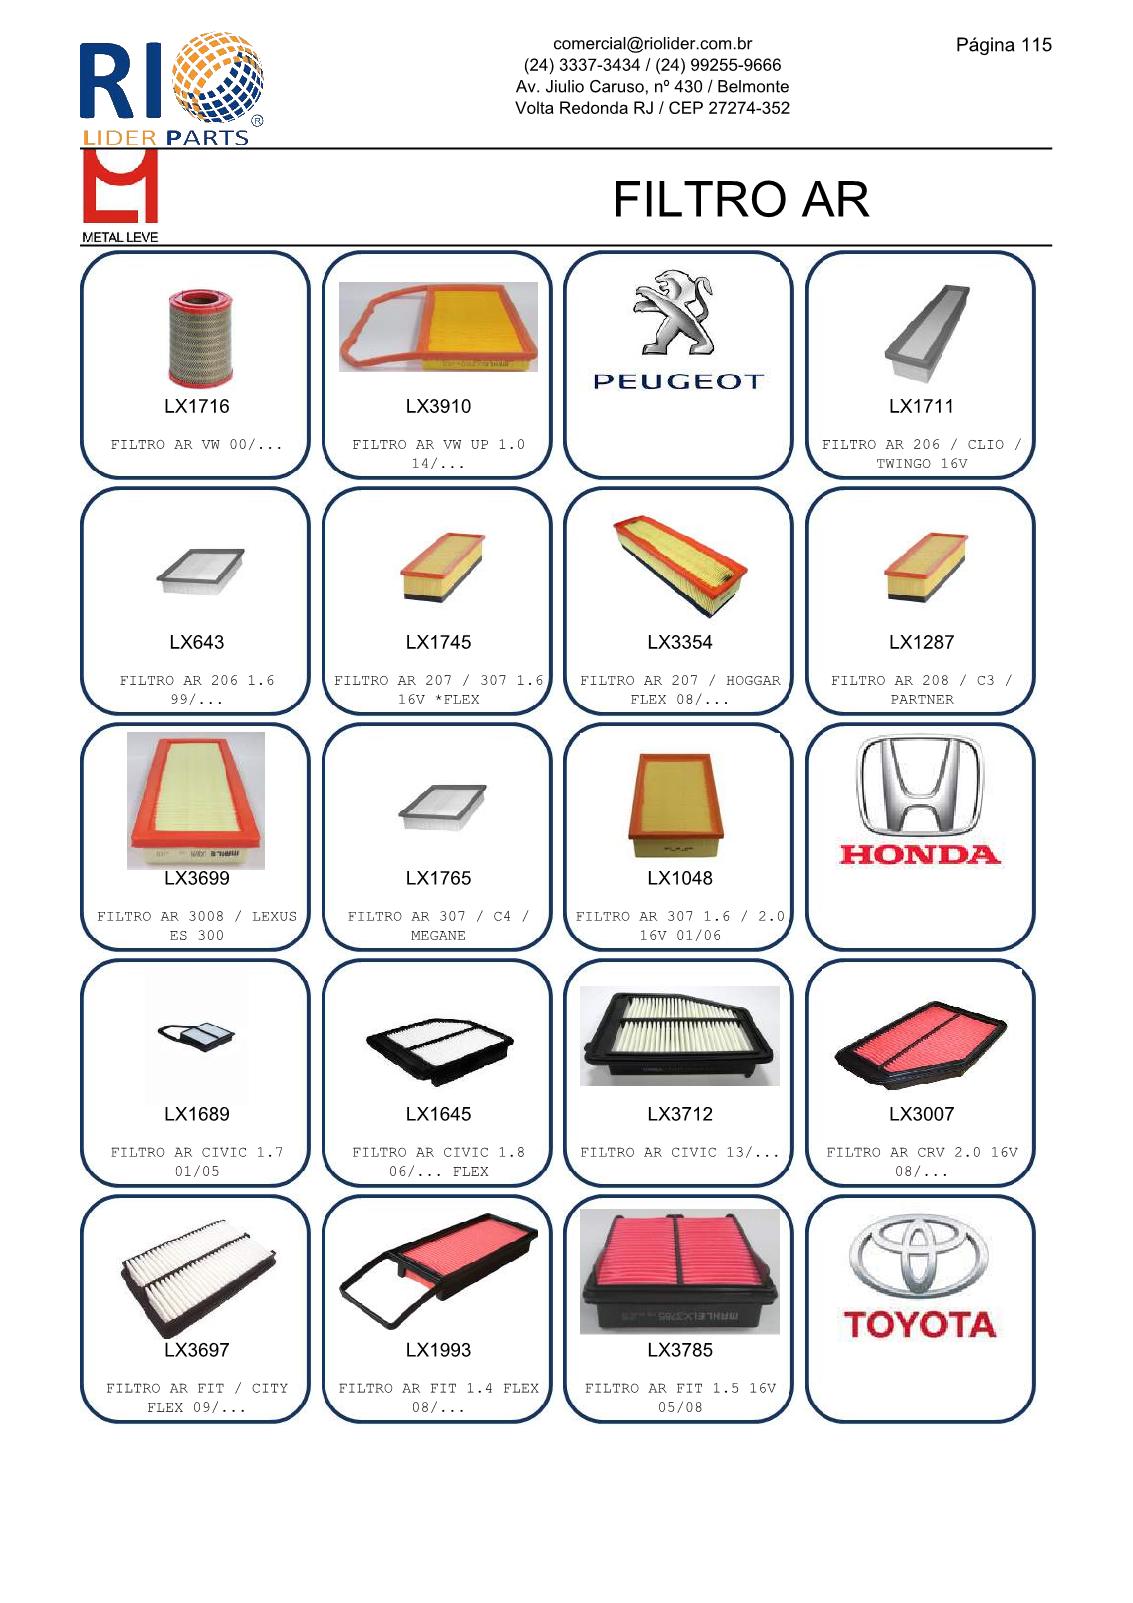 RIO
LIDER PARTS
®
comercial@riolider.com.br
(24) 3337-3434 / (24) 99255-9666
Av. Jiulio Caruso, nº 430 / Belmonte
Volta Redonda RJ / CEP 27274-352
Página 115
METAL LEVE
FILTRO AR
LX1716
FILTRO AR VW 00/...
LX3910
FILTRO AR VW UP 1.0
14/...
PEUGEOT
LX1711
FILTRO AR 206 / CLIO /
TWINGO 16V
LX643
FILTRO AR 206 1.6
99/...
LX1745
FILTRO AR 207 / 307 1.6
16V *FLEX
LX3354
FILTRO AR 207 / HOGGAR
FLEX 08/...
LX1287
FILTRO AR 208 / C3 /
PARTNER
LX3699
FILTRO AR 3008 / LEXUS
ES 300
LX1765
FILTRO AR 307 / C4 /
MEGANE
LX1048
FILTRO AR 307 1.6 / 2.0
16V 01/06
HONDA
LX1689
FILTRO AR CIVIC 1.7
01/05
LX1645
FILTRO AR CIVIC 1.8
06/... FLEX
LX3712
FILTRO AR CIVIC 13/...
LX3007
FILTRO AR CRV 2.0 16V
08/...
LX3697
FILTRO AR FIT / CITY
FLEX 09/...
LX1993
FILTRO AR FIT 1.4 FLEX
08/...
MAHLE LX3785
LX3785
FILTRO AR FIT 1.5 16V
05/08
TOYOTA